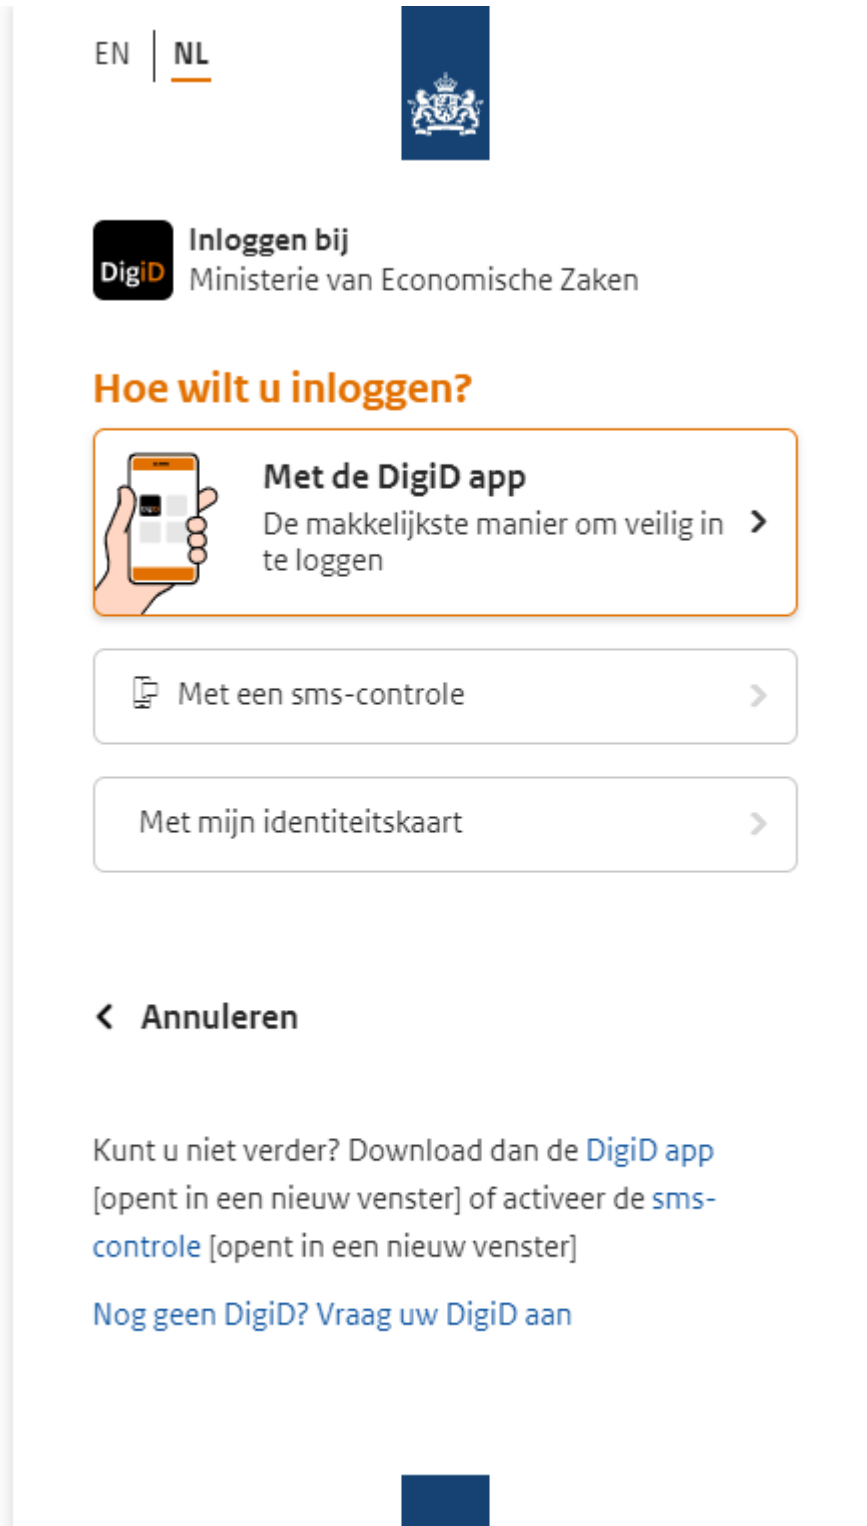 EN | NL
DigiD
Inloggen bij
Ministerie van Economische Zaken
Hoe wilt u inloggen?
Met de DigiD app
De makkelijkste manier om veilig in
te loggen
Met een sms-controle
Met mijn identiteitskaart
Annuleren
Kunt u niet verder? Download dan de DigiD app
[opent in een nieuw venster] of activeer de sms-
controle [opent in een nieuw venster]
Nog geen DigiD? Vraag uw DigiD aan